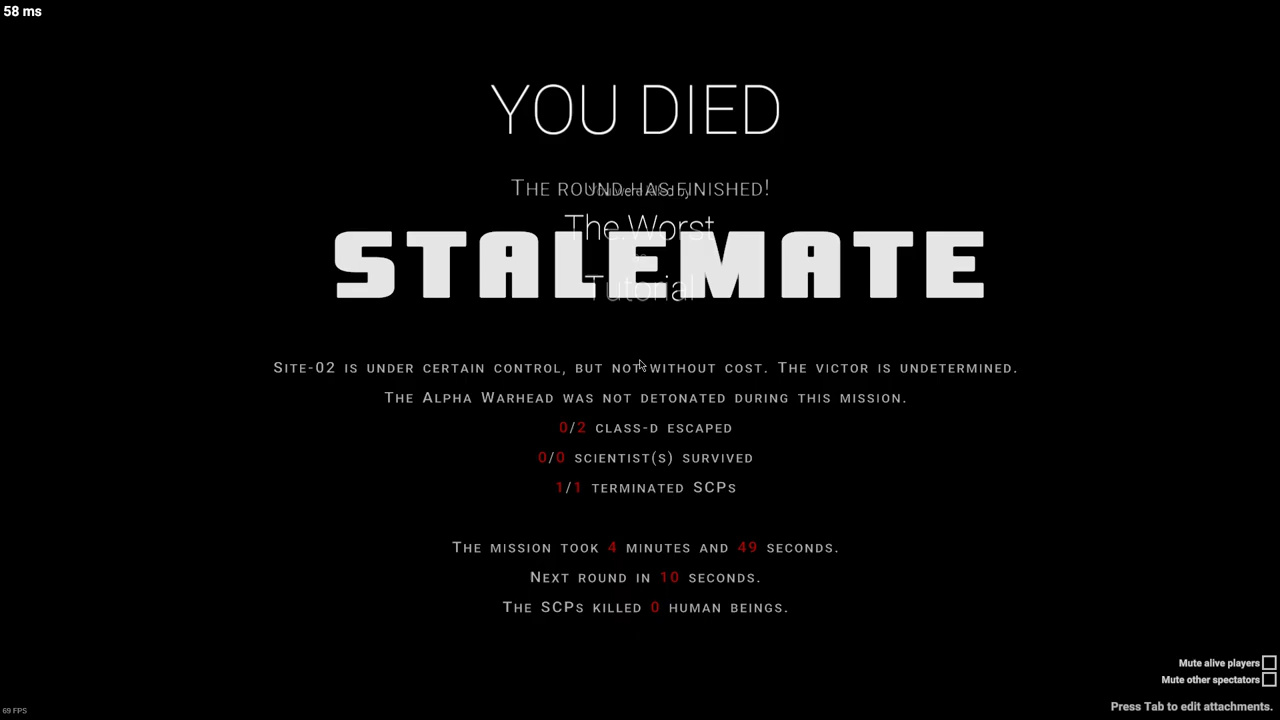 58 ms
YOU DIED
The round has finished!
You were killed by
The Worst
STALEMATE
Tutorial
Site-02 is under certain control, but not without cost. The victor is undetermined.
The Alpha Warhead was not detonated during this mission.
0/2 class-d escaped
0/0 scientist(s) survived
1/1 terminated SCPs
The mission took 4 minutes and 49 seconds.
Next round in 10 seconds.
The SCPs killed 0 human beings.
Mute alive players
Mute other spectators
Press Tab to edit attachments.
69 FPS